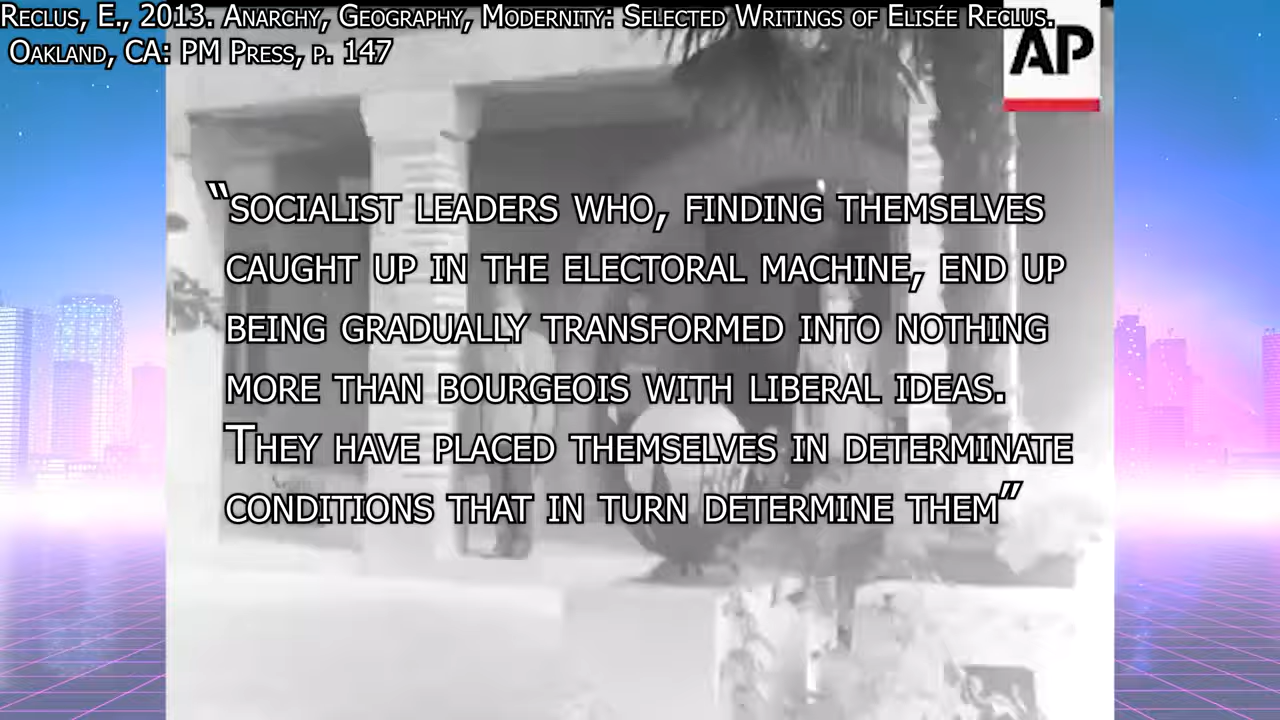 Reclus, E., 2013. Anarchy, Geography, Modernity: Selected Writings of Elisée Reclus.
Oakland, CA: PM Press, p. 147
AP
“socialist leaders who, finding themselves
caught up in the electoral machine, end up
being gradually transformed into nothing
more than bourgeois with liberal ideas.
They have placed themselves in determinate
conditions that in turn determine them”